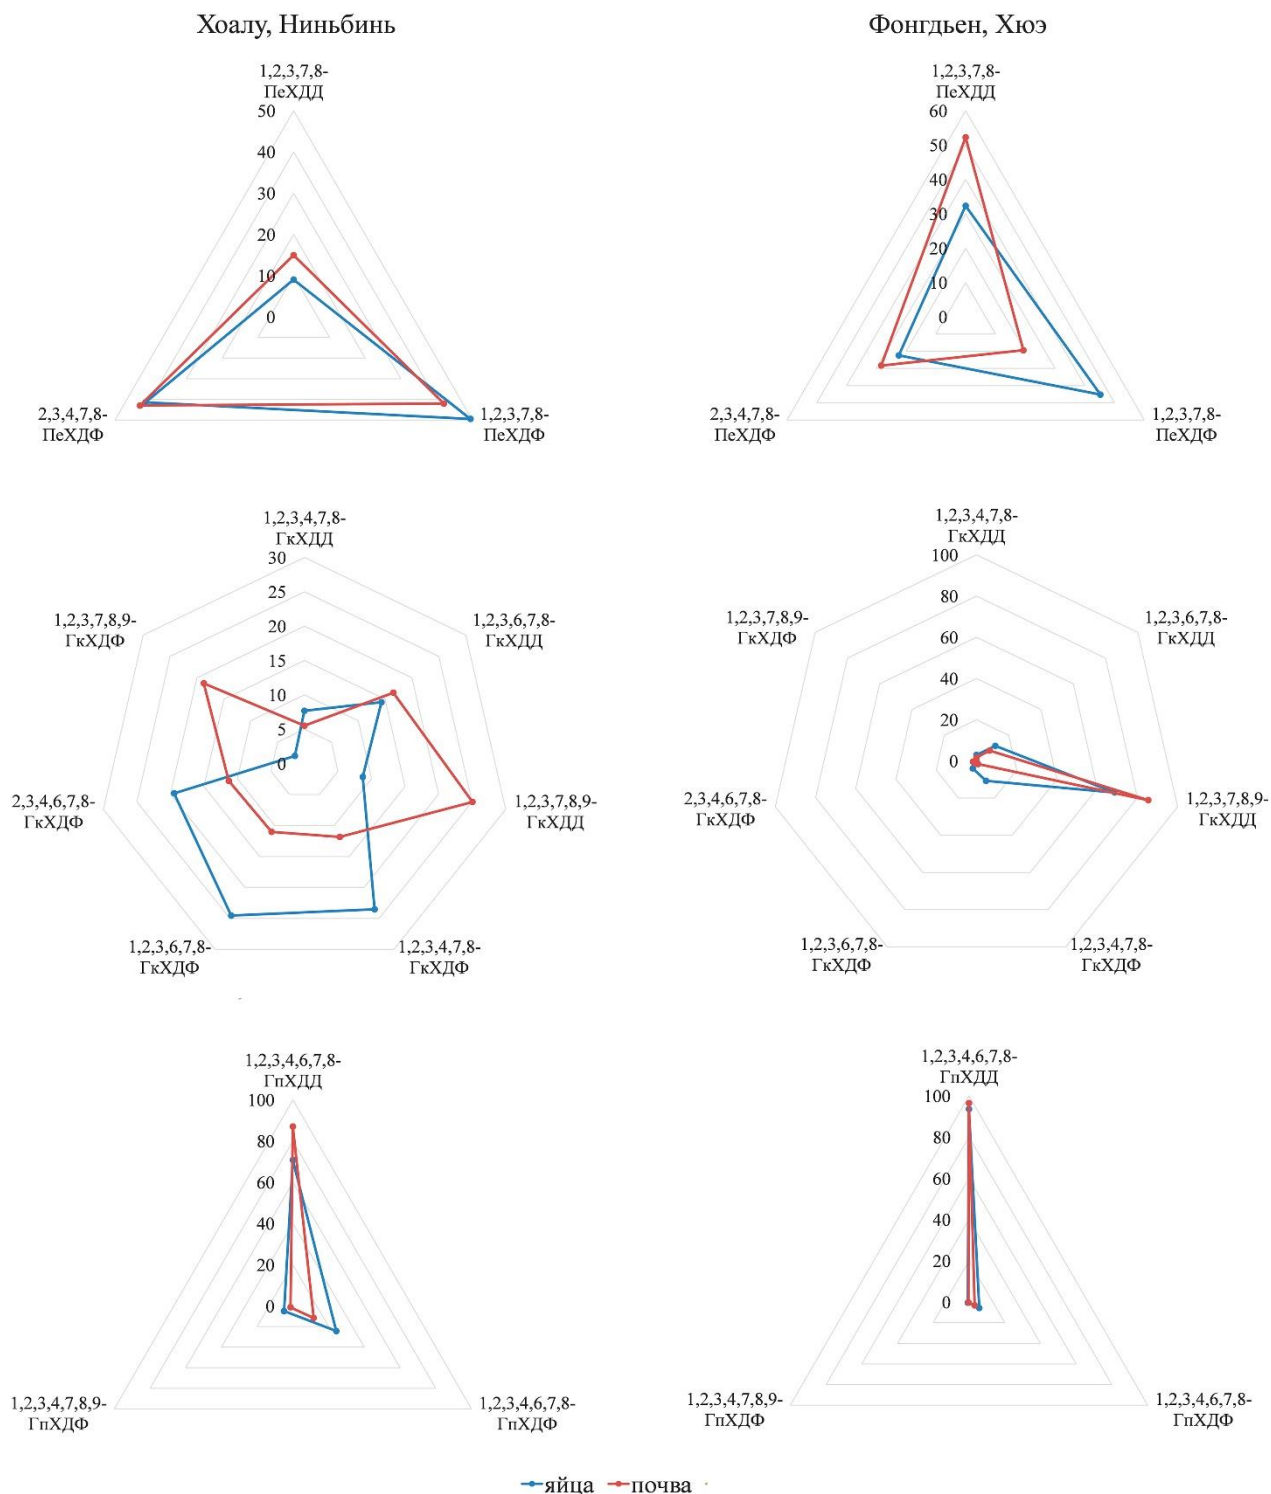 Хоалу, Ниньбинь
Фонгдьен, Хюэ
1,2,3,7,8-
ПеХДД
50
40
30
20
10
0
2,3,4,7,8-
ПеХДФ
1,2,3,7,8-
ПеХДФ
1,2,3,7,8-
ПеХДД
60
50
40
30
20
10
0
2,3,4,7,8-
ПеХДФ
1,2,3,7,8-
ПеХДФ
1,2,3,4,7,8-
ГкХДД
30
25
20
15
10
5
0
1,2,3,7,8,9-
ГкХДФ
1,2,3,6,7,8-
ГкХДД
2,3,4,6,7,8-
ГкХДФ
1,2,3,7,8,9-
ГкХДД
1,2,3,6,7,8-
ГкХДФ
1,2,3,4,7,8-
ГкХДФ
1,2,3,4,7,8-
ГкХДД
100
80
60
40
20
0
1,2,3,7,8,9-
ГкХДФ
1,2,3,6,7,8-
ГкХДД
2,3,4,6,7,8-
ГкХДФ
1,2,3,7,8,9-
ГкХДД
1,2,3,6,7,8-
ГкХДФ
1,2,3,4,7,8-
ГкХДФ
1,2,3,4,6,7,8-
ГпХДД
100
80
60
40
20
0
1,2,3,4,7,8,9-
ГпХДФ
1,2,3,4,6,7,8-
ГпХДФ
1,2,3,4,6,7,8-
ГпХДД
100
80
60
40
20
0
1,2,3,4,7,8,9-
ГпХДФ
1,2,3,4,6,7,8-
ГпХДФ
яйца почва